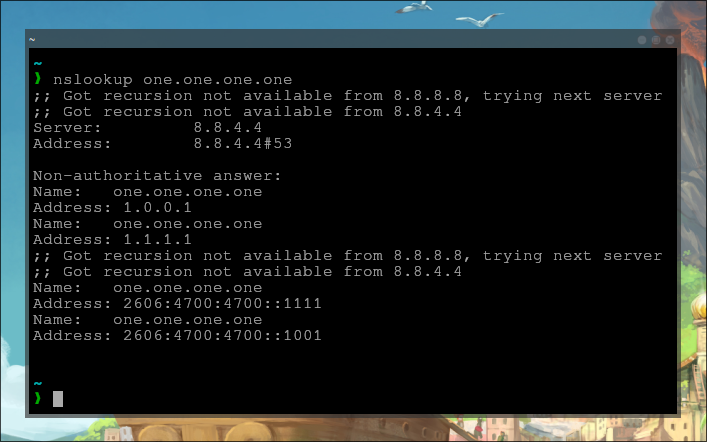 ~
~
❫ nslookup one.one.one.one
;; Got recursion not available from 8.8.8.8, trying next server
;; Got recursion not available from 8.8.4.4
Server:         8.8.4.4
Address:        8.8.4.4#53
Non-authoritative answer:
Name:   one.one.one.one
Address: 1.0.0.1
Name:   one.one.one.one
Address: 1.1.1.1
;; Got recursion not available from 8.8.8.8, trying next server
;; Got recursion not available from 8.8.4.4
Name:   one.one.one.one
Address: 2606:4700:4700::1111
Name:   one.one.one.one
Address: 2606:4700:4700::1001
~
❫